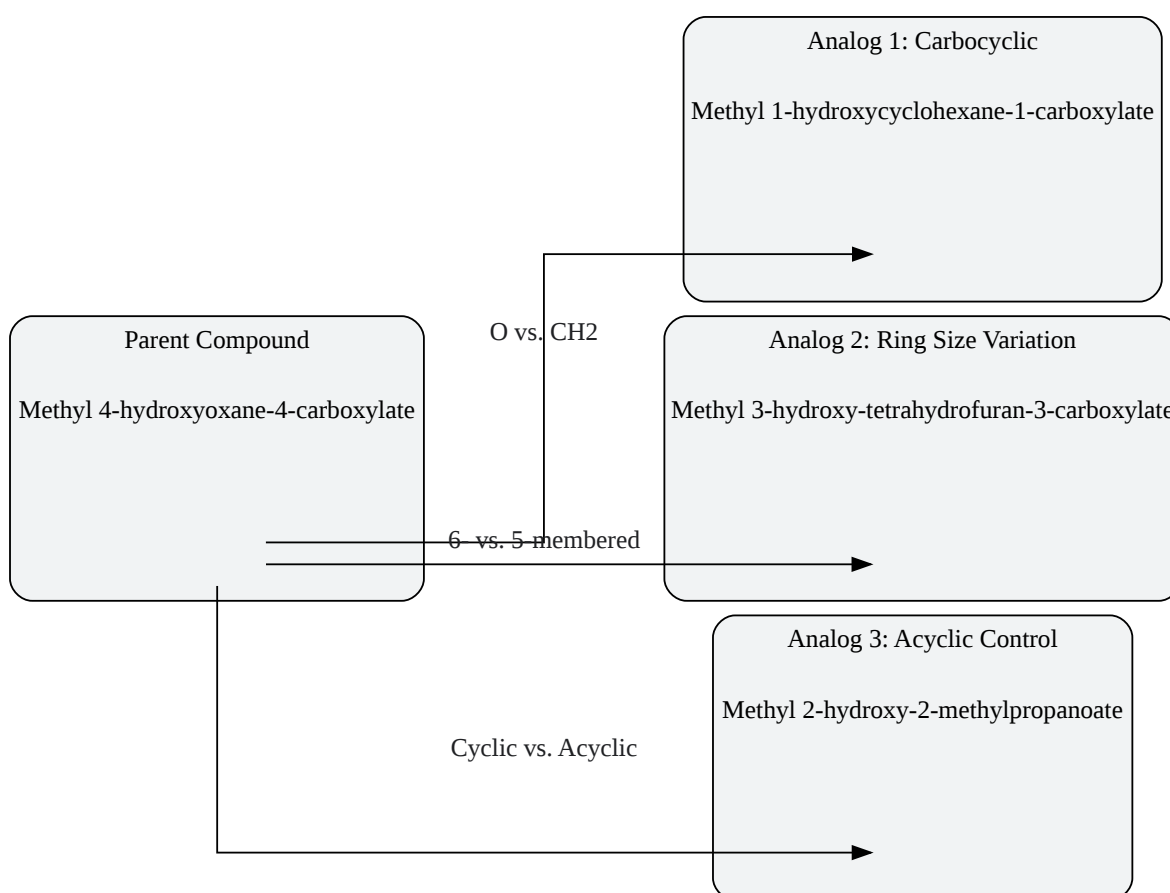 Analog 1: Carbocyclic
Methyl 1-hydroxycyclohexane-1-carboxylate
O vs. CH2
Parent Compound
Methyl 4-hydroxyoxane-4-carboxylate
Analog 2: Ring Size Variation
Methyl 3-hydroxy-tetrahydrofuran-3-carboxylate
6- vs. 5-membered
Analog 3: Acyclic Control
Methyl 2-hydroxy-2-methylpropanoate
Cyclic vs. Acyclic